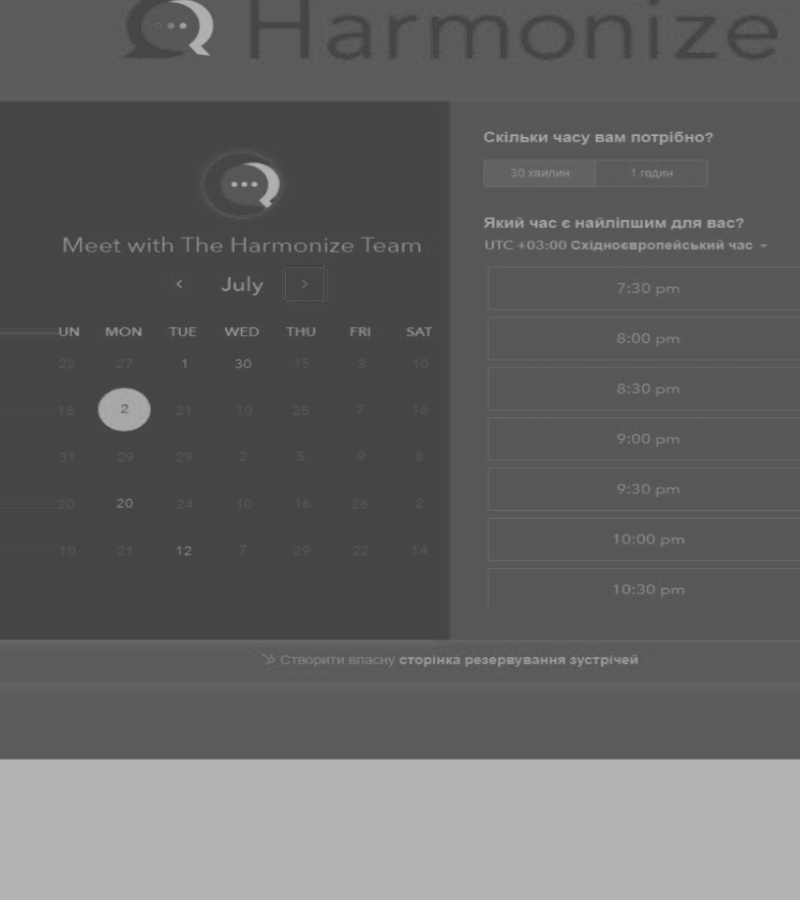 Harmonize
Meet with The Harmonize Team
July
UN MON TUE WED THU FRI SAT
22 27 1 30 15 3 10
18 2 21 10 25 7 16
31 29 29 2 5 9 8
20 20 24 10 16 28 2
10 21 12 7 29 22 14
Скільки часу вам потрібно?
30 хвилин 1 годин
Який час є найліпшим для вас?
UTC +03:00 Східноєвропейський час
7:30 pm
8:00 pm
8:30 pm
9:00 pm
9:30 pm
10:00 pm
10:30 pm
Створити власну сторінка резервування зустрічей